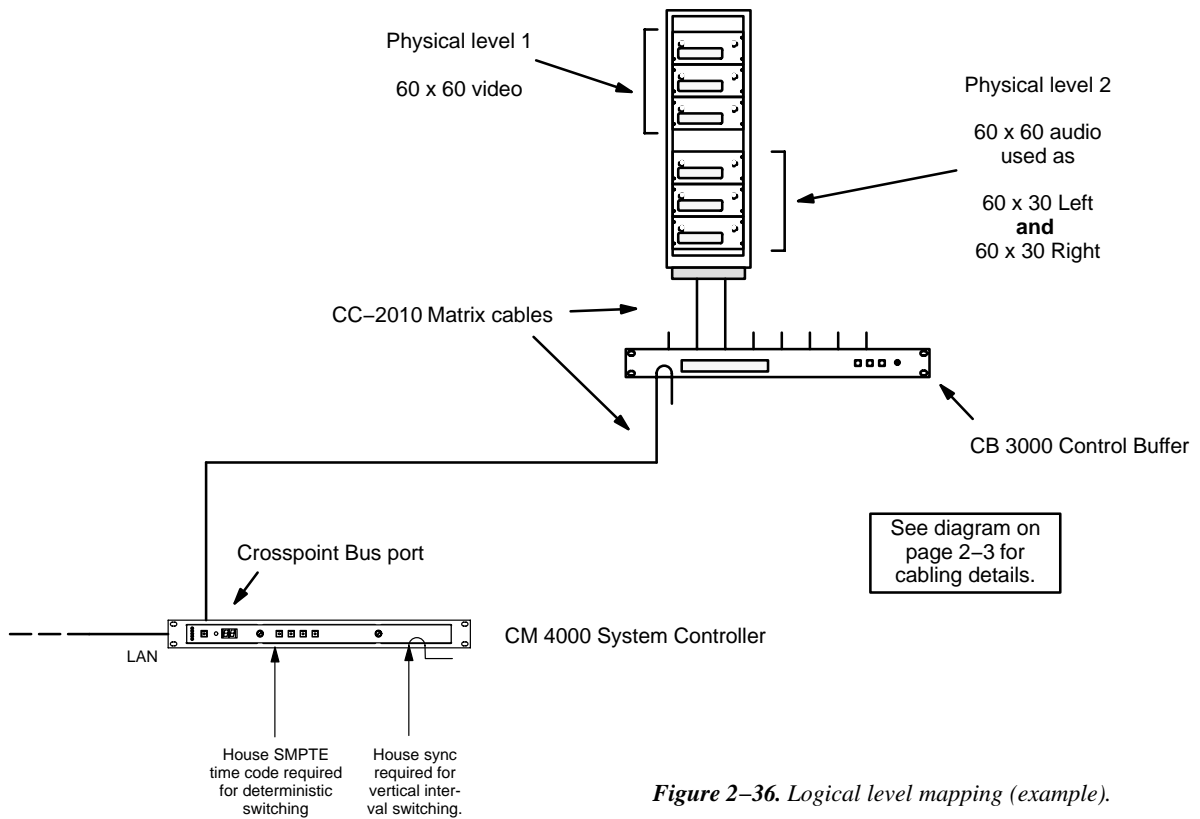 Physical level 1
60 x 60 video
Physical level 2
60 x 60 audio
used as
60 x 30 Left
and
60 x 30 Right
CC−2010 Matrix cables
CB 3000 Control Buffer
See diagram on
page 2−3 for
cabling details.
Crosspoint Bus port
CM 4000 System Controller
LAN
House SMPTE
time code required
for deterministic
switching
House sync
required for
vertical inter-
val switching.
Figure 2−36. Logical level mapping (example).